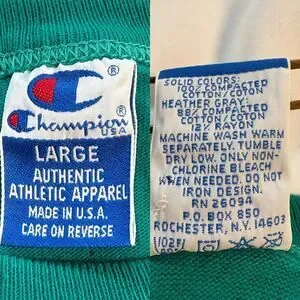 ®
Champion®
USA
LARGE
AUTHENTIC
ATHLETIC APPAREL
MADE IN U.S.A.
CARE ON REVERSE
SOLID COLORS:
100% COMPACTED
COTTON/COTON
HEATHER GRAY:
88% COMPACTED
COTTON/COTON
12% RAYON
MACHINE WASH WARM
SEPARATELY. TUMBLE
DRY LOW. ONLY NON-
CHLORINE BLEACH
WHEN NEEDED. DO NOT
IRON DESIGN.
RN 26094
P.O. BOX 850
ROCHESTER, N.Y. 14603